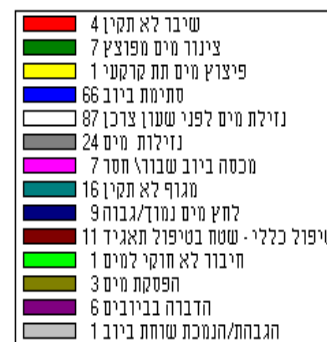 שיבר לא תקין 4
צינור מים מפוצץ 7
פיצוץ מים תת קרקעי 1
סתימת ביוב 66
נזילת מים לפני שעון צרכן 87
נזילות מים 24
מכסה ביוב שבור\ חסר 7
מגוף לא תקין 16
לחץ מים נמוך/גבוה 9
יפול כללי - שטח בטיפול תאגיד 11
חיבור לא חוקי למים 1
הפסקת מים 3
הדברה בביובים 6
הגבהת/הנמכת שוחת ביוב 1